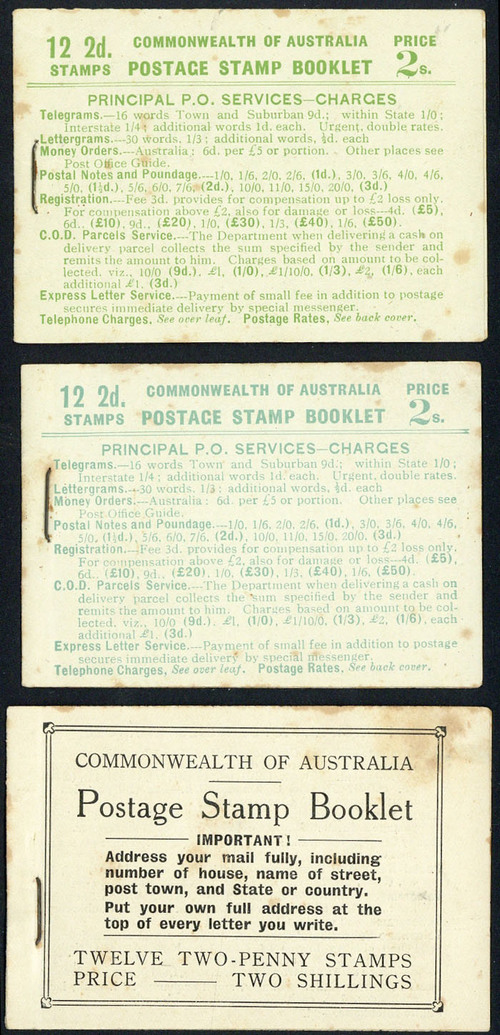 12 2d. COMMONWEALTH OF AUSTRALIA PRICE
STAMPS POSTAGE STAMP BOOKLET 2s.
PRINCIPAL P.O. SERVICES—CHARGES
Telegrams.—16 words Town and Suburban 9d.; within State 1/0;
Interstate 1/4; additional words 1d. each. Urgent, double rates.
Lettergrams.—30 words, 1/3; additional words, ½d. each
Money Orders.—Australia: 6d. per £5 or portion. Other places see
Post Office Guide.
Postal Notes and Poundage.—1/0, 1/6, 2/0, 2/6, (1d.), 3/0, 3/6, 4/0, 4/6,
5/0, (1½d.), 5/6, 6/0, 7/6, (2d.), 10/0, 11/0, 15/0, 20/0, (3d.)
Registration.—Fee 3d. provides for compensation up to £2 loss only.
For compensation above £2, also for damage or loss—4d. (£5),
6d., (£10), 9d., (£20), 1/0, (£30), 1/3, (£40), 1/6, (£50).
C.O.D. Parcels Service.—The Department when delivering a cash on
delivery parcel collects the sum specified by the sender and
remits the amount to him. Charges based on amount to be col-
lected, viz., 10/0 (9d.), £1, (1/0), £1/10/0, (1/3), £2, (1/6), each
additional £1, (3d.)
Express Letter Service.—Payment of small fee in addition to postage
secures immediate delivery by special messenger.
Telephone Charges, See over leaf. Postage Rates, See back cover.
12 2d. COMMONWEALTH OF AUSTRALIA PRICE
STAMPS POSTAGE STAMP BOOKLET 2s.
PRINCIPAL P.O. SERVICES—CHARGES
Telegrams.—16 words Town and Suburban 9d.; within State 1/0;
Interstate 1/4; additional words 1d. each. Urgent, double rates.
Lettergrams.—30 words, 1/3; additional words, ½d. each
Money Orders.—Australia: 6d. per £5 or portion. Other places see
Post Office Guide.
Postal Notes and Poundage.—1/0, 1/6, 2/0, 2/6, (1d.), 3/0, 3/6, 4/0, 4/6,
5/0, (1½d.), 5/6, 6/0, 7/6, (2d.), 10/0, 11/0, 15/0, 20/0, (3d.)
Registration.—Fee 3d. provides for compensation up to £2 loss only.
For compensation above £2, also for damage or loss—4d. (£5),
6d., (£10), 9d., (£20), 1/0, (£30), 1/3, (£40), 1/6, (£50).
C.O.D. Parcels Service.—The Department when delivering a cash on
delivery parcel collects the sum specified by the sender and
remits the amount to him. Charges based on amount to be col-
lected, viz., 10/0 (9d.), £1, (1/0), £1/10/0, (1/3), £2, (1/6), each
additional £1, (3d.)
Express Letter Service.—Payment of small fee in addition to postage
secures immediate delivery by special messenger.
Telephone Charges, See over leaf. Postage Rates, See back cover.
COMMONWEALTH OF AUSTRALIA
Postage Stamp Booklet
IMPORTANT!
Address your mail fully, including
number of house, name of street,
post town, and State or country.
Put your own full address at the
top of every letter you write.
TWELVE TWO-PENNY STAMPS
PRICE —— TWO SHILLINGS